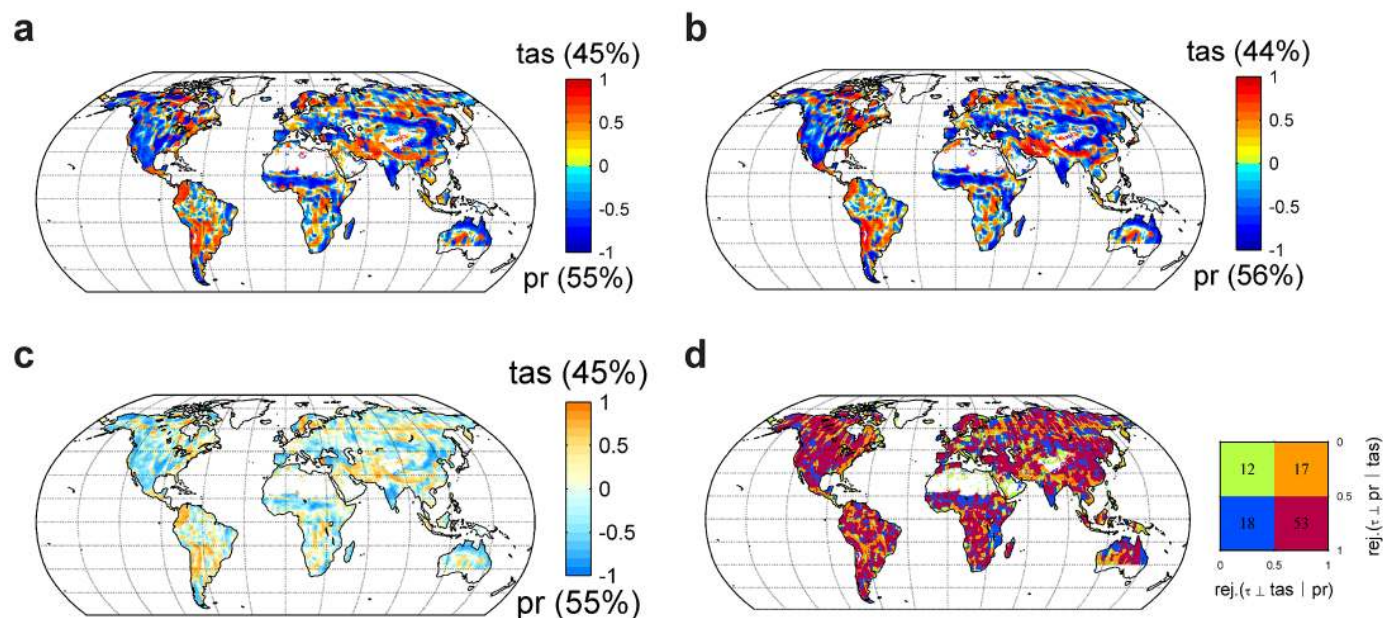 a
tas (45%)
1
0.5
0
-0.5
-1
pr (55%)
b
tas (44%)
1
0.5
0
-0.5
-1
pr (56%)
c
tas (45%)
1
0.5
0
-0.5
-1
pr (55%)
d
12 17
18 53
0
0.5
1
rej.(τ ⊥ pr | tas)
0 0.5 1
rej.(τ ⊥ tas | pr)